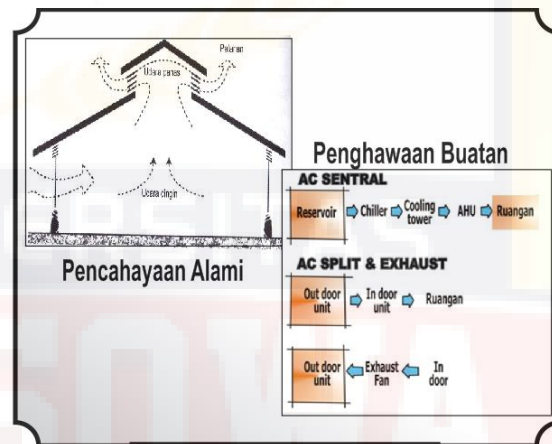 Pelaran
Udara panas
Udara dingin
Pencahayaan Alami
Penghawaan Buatan
AC SENTRAL
Reservoir
Chiller
Cooling
tower
AHU
Ruangan
AC SPLIT & EXHAUST
Out door
unit
In door
unit
Ruangan
Out door
unit
Exhaust
Fan
In
door